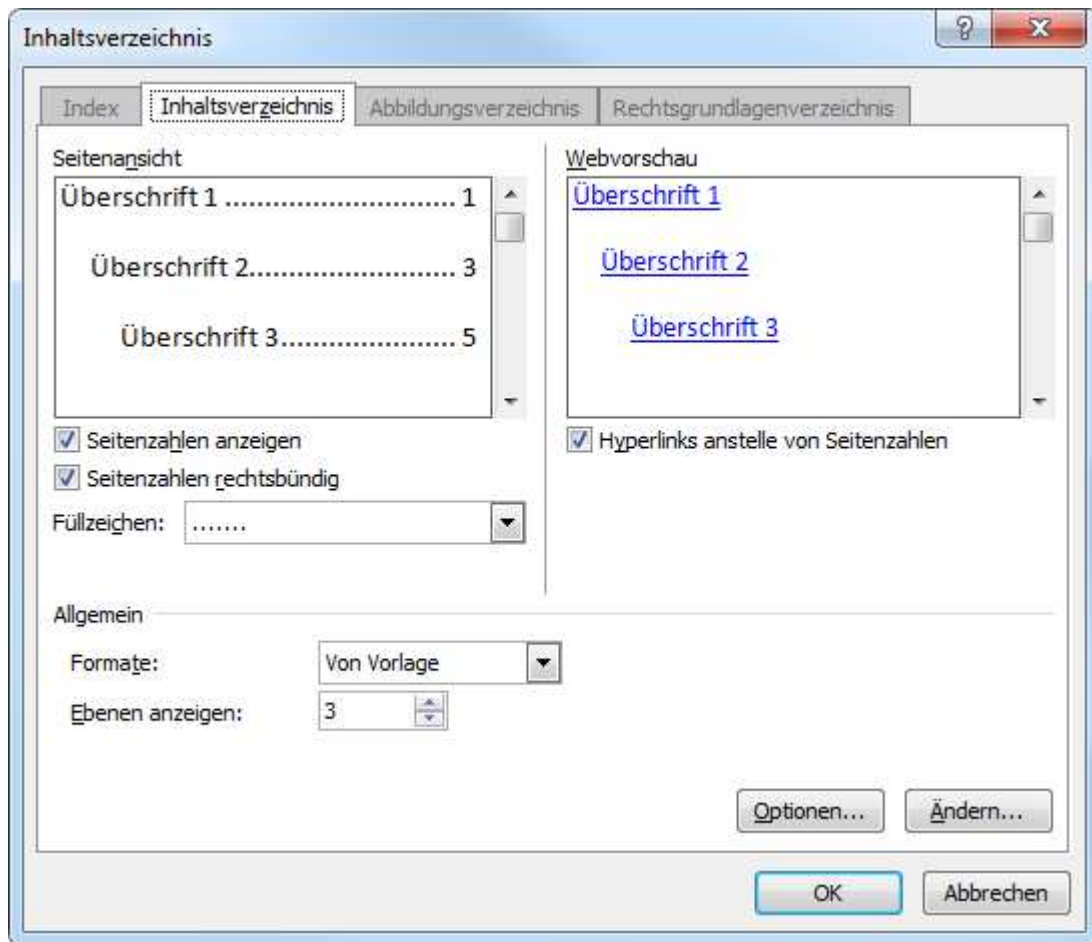 Inhaltsverzeichnis
Index Inhaltsverzeichnis Abbildungsverzeichnis Rechtsgrundlagenverzeichnis
Seitenansicht
Überschrift 1 .............................. 1
Überschrift 2........................... 3
Überschrift 3....................... 5
Seitenzahlen anzeigen
Seitenzahlen rechtsbündig
Füllzeichen: .......
Webvorschau
Überschrift 1
Überschrift 2
Überschrift 3
Hyperlinks anstelle von Seitenzahlen
Allgemein
Formate: Von Vorlage
Ebenen anzeigen: 3
Optionen... Ändern...
OK Abbrechen